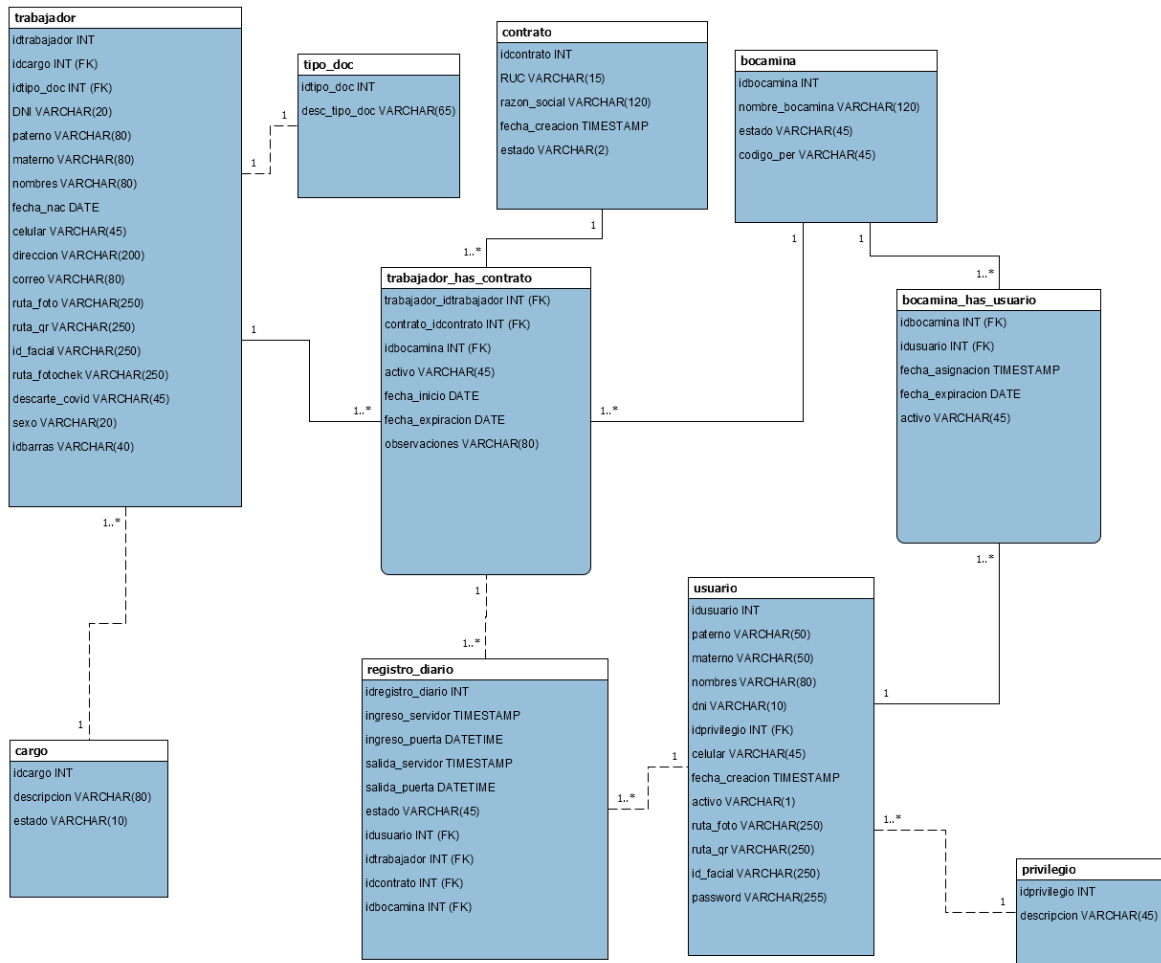 trabajador
idtrabajador INT
idcargo INT (FK)
idtipo_doc INT (FK)
DNI VARCHAR(20)
paterno VARCHAR(80)
materno VARCHAR(80)
nombres VARCHAR(80)
fecha_nac DATE
celular VARCHAR(45)
direccion VARCHAR(200)
correo VARCHAR(80)
ruta_foto VARCHAR(250)
ruta_qr VARCHAR(250)
id_facial VARCHAR(250)
ruta_fotochek VARCHAR(250)
descarte_covid VARCHAR(45)
sexo VARCHAR(20)
idbarras VARCHAR(40)
1
1
tipo_doc
idtipo_doc INT
desc_tipo_doc VARCHAR(65)
contrato
idcontrato INT
RUC VARCHAR(15)
razon_social VARCHAR(120)
fecha_creacion TIMESTAMP
estado VARCHAR(2)
1
1..*
bocamina
idbocamina INT
nombre_bocamina VARCHAR(120)
estado VARCHAR(45)
codigo_per VARCHAR(45)
1
1
1..*
trabajador_has_contrato
trabajador_idtrabajador INT (FK)
contrato_idcontrato INT (FK)
idbocamina INT (FK)
activo VARCHAR(45)
fecha_inicio DATE
fecha_expiracion DATE
observaciones VARCHAR(80)
1
1..*
1..*
bocamina_has_usuario
idbocamina INT (FK)
idusuario INT (FK)
fecha_asignacion TIMESTAMP
fecha_expiracion DATE
activo VARCHAR(45)
1..*
1
1..*
1
cargo
idcargo INT
descripcion VARCHAR(80)
estado VARCHAR(10)
1
1..*
registro_diario
idregistro_diario INT
ingreso_servidor TIMESTAMP
ingreso_puerta DATETIME
salida_servidor TIMESTAMP
salida_puerta DATETIME
estado VARCHAR(45)
idusuario INT (FK)
idtrabajador INT (FK)
idcontrato INT (FK)
idbocamina INT (FK)
1
1..*
usuario
idusuario INT
paterno VARCHAR(50)
materno VARCHAR(50)
nombres VARCHAR(80)
dni VARCHAR(10)
idprivilegio INT (FK)
celular VARCHAR(45)
fecha_creacion TIMESTAMP
activo VARCHAR(1)
ruta_foto VARCHAR(250)
ruta_qr VARCHAR(250)
id_facial VARCHAR(250)
password VARCHAR(255)
1..*
1
privilegio
idprivilegio INT
descripcion VARCHAR(45)